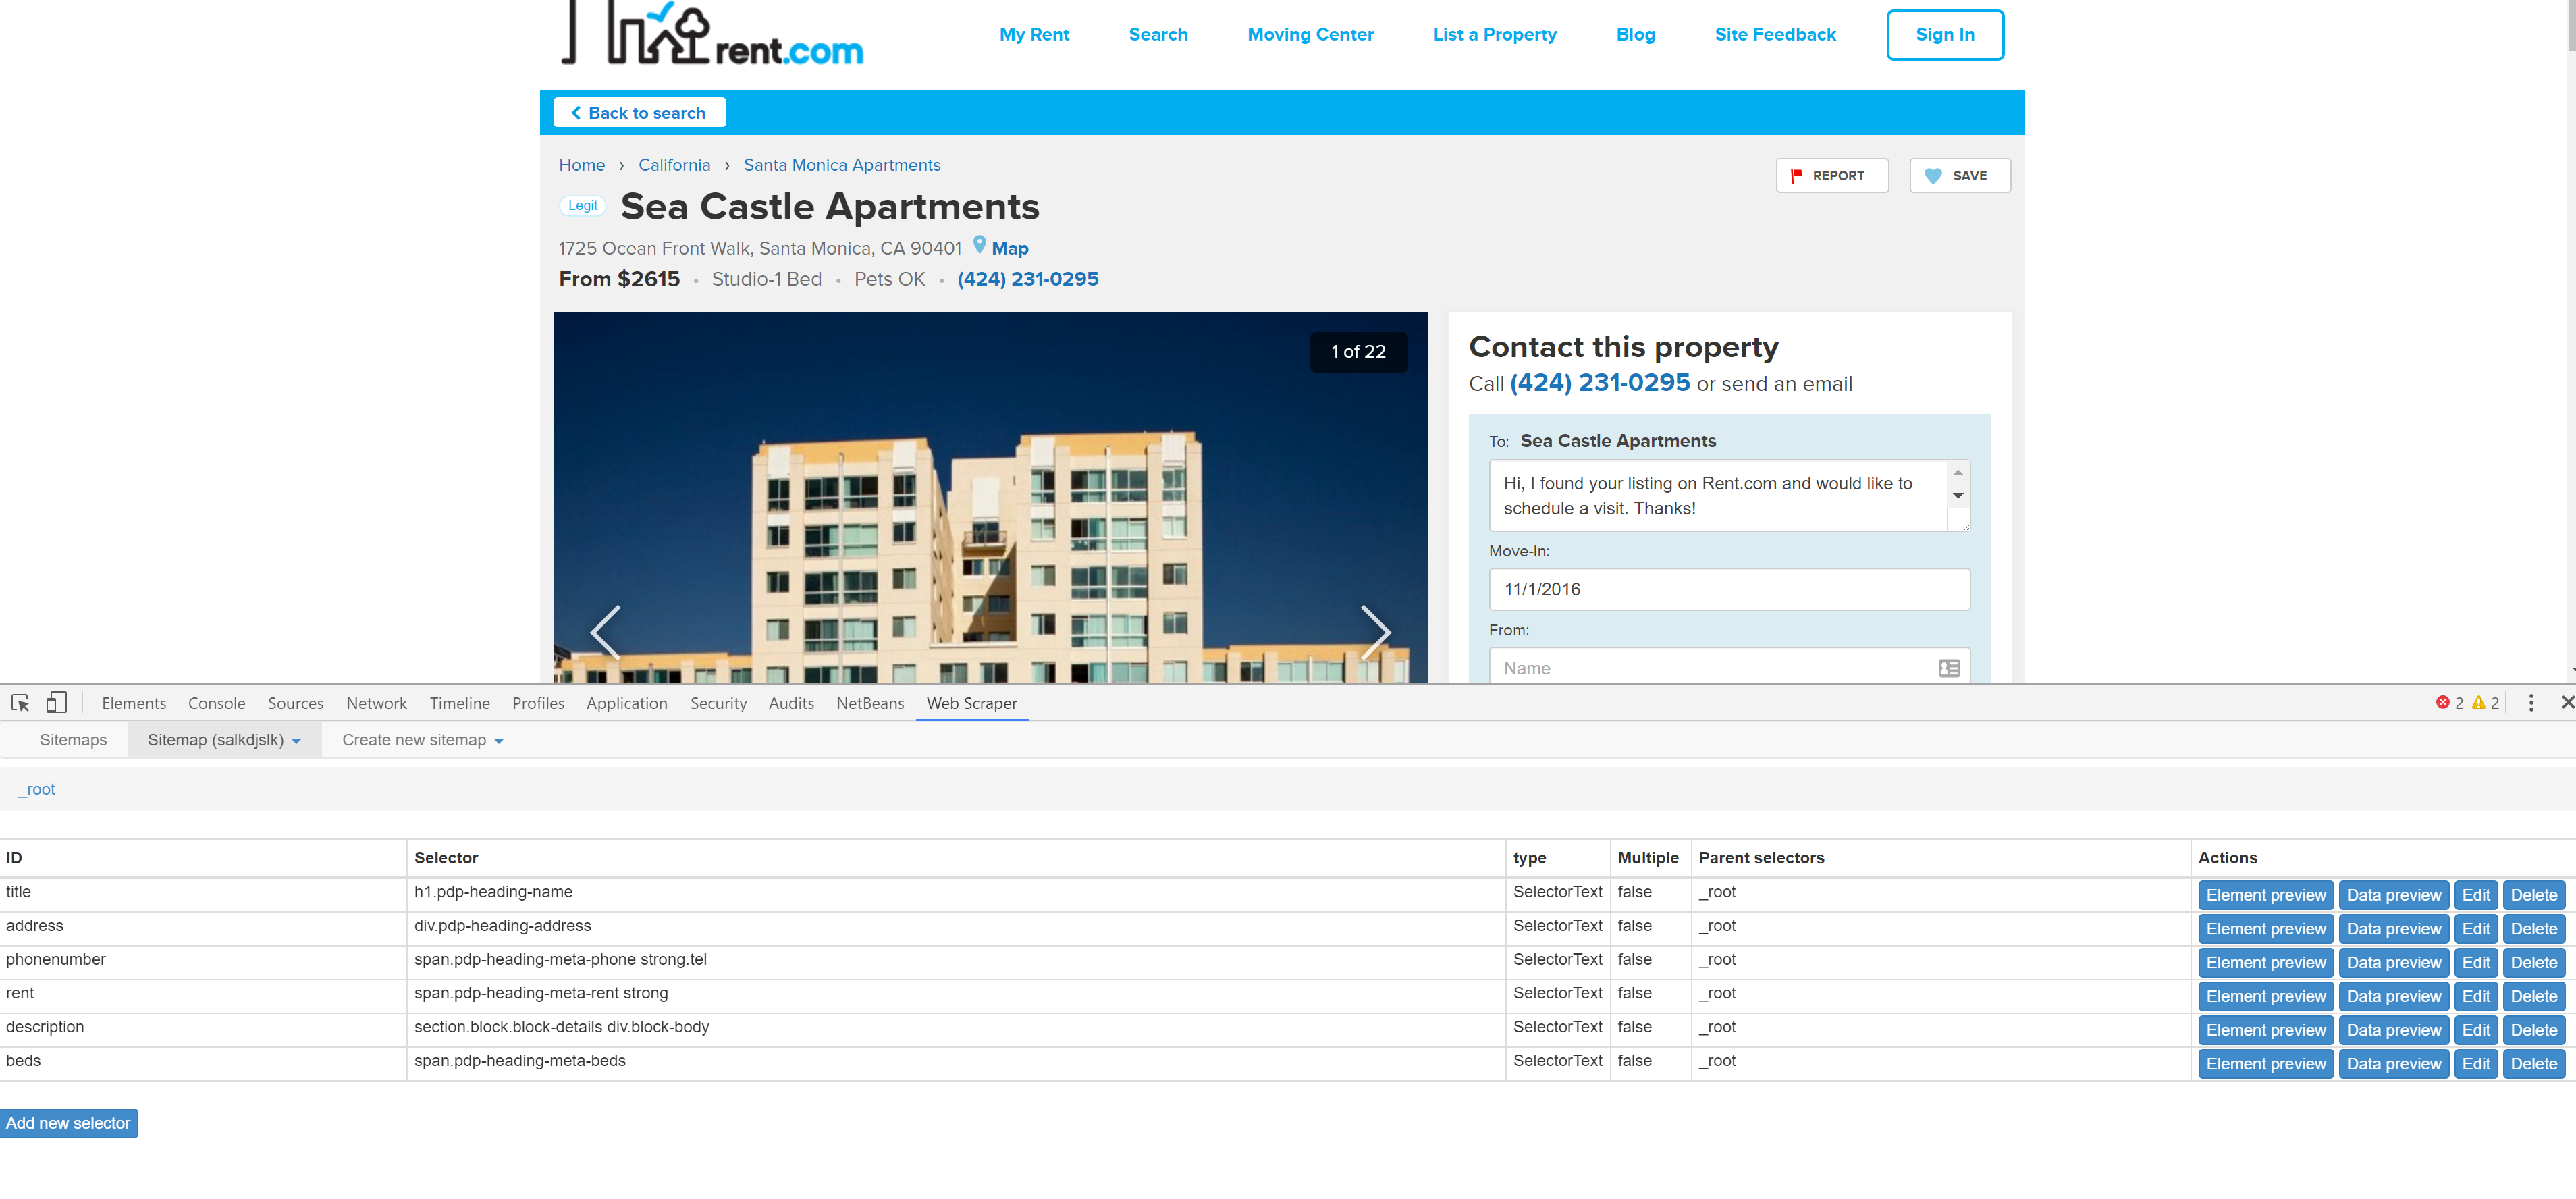 rent.com
My Rent Search Moving Center List a Property Blog Site Feedback Sign In
Back to search
Home › California › Santa Monica Apartments
REPORT SAVE
Legit Sea Castle Apartments
1725 Ocean Front Walk, Santa Monica, CA 90401 Map
From $2615 • Studio-1 Bed • Pets OK • (424) 231-0295
1 of 22
Contact this property
Call (424) 231-0295 or send an email
To: Sea Castle Apartments
Hi, I found your listing on Rent.com and would like to
schedule a visit. Thanks!
Move-In:
11/1/2016
From:
Name
Elements Console Sources Network Timeline Profiles Application Security Audits NetBeans Web Scraper 2 2
Sitemaps Sitemap (salkdjslk) Create new sitemap
_root
ID Selector type Multiple Parent selectors Actions
title h1.pdp-heading-name SelectorText false _root Element preview Data preview Edit Delete
address div.pdp-heading-address SelectorText false _root Element preview Data preview Edit Delete
phonenumber span.pdp-heading-meta-phone strong.tel SelectorText false _root Element preview Data preview Edit Delete
rent span.pdp-heading-meta-rent strong SelectorText false _root Element preview Data preview Edit Delete
description section.block.block-details div.block-body SelectorText false _root Element preview Data preview Edit Delete
beds span.pdp-heading-meta-beds SelectorText false _root Element preview Data preview Edit Delete
Add new selector